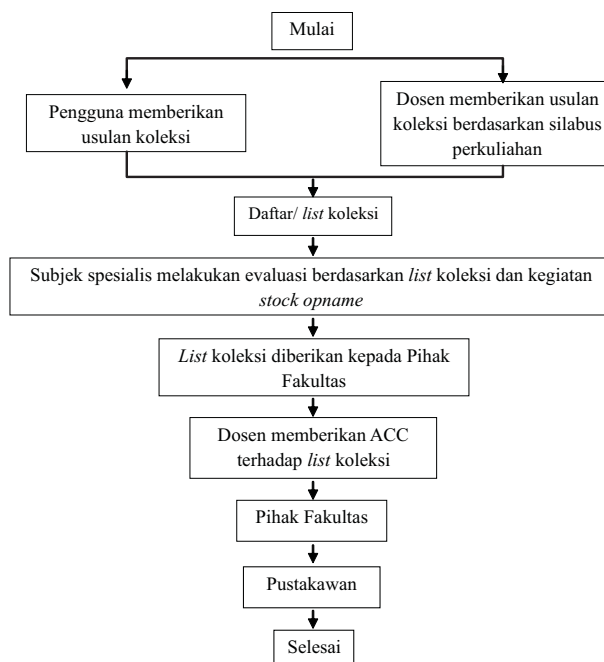 Mulai
Pengguna memberikan
usulan koleksi
Dosen memberikan usulan
koleksi berdasarkan silabus
perkuliahan
Daftar/ list koleksi
Subjek spesialis melakukan evaluasi berdasarkan list koleksi dan kegiatan
stock opname
List koleksi diberikan kepada Pihak
Fakultas
Dosen memberikan ACC
terhadap list koleksi
Pihak Fakultas
Pustakawan
Selesai